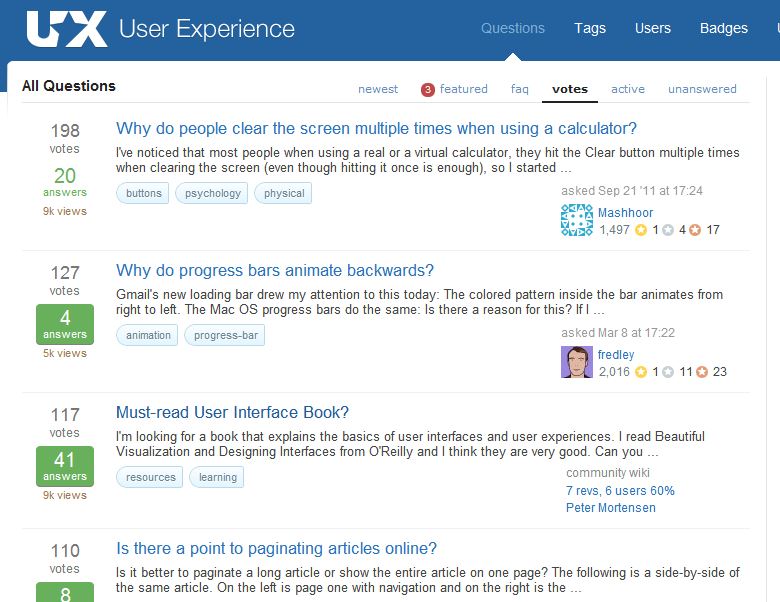 UX User Experience
Questions Tags Users Badges
All Questions
newest 3 featured faq votes active unanswered
198
votes
20
answers
9k views
Why do people clear the screen multiple times when using a calculator?
I've noticed that most people when using a real or a virtual calculator, they hit the Clear button multiple times
when clearing the screen (even though hitting it once is enough), so I started ...
buttons psychology physical
asked Sep 21 '11 at 17:24
Mashhoor
1,497 1 4 17
127
votes
4
answers
5k views
Why do progress bars animate backwards?
Gmail's new loading bar drew my attention to this today: The colored pattern inside the bar animates from
right to left. The Mac OS progress bars do the same: Is there a reason for this? If I ...
animation progress-bar
asked Mar 8 at 17:22
fredley
2,016 1 11 23
117
votes
41
answers
9k views
Must-read User Interface Book?
I'm looking for a book that explains the basics of user interfaces and user experiences. I read Beautiful
Visualization and Designing Interfaces from O'Reilly and I think they are very good. Can you ...
resources learning
community wiki
7 revs, 6 users 60%
Peter Mortensen
110
votes
8
Is there a point to paginating articles online?
Is it better to paginate a long article or show the entire article on one page? The following is a side-by-side of
the same article. On the left is page one with navigation and on the right is the ...